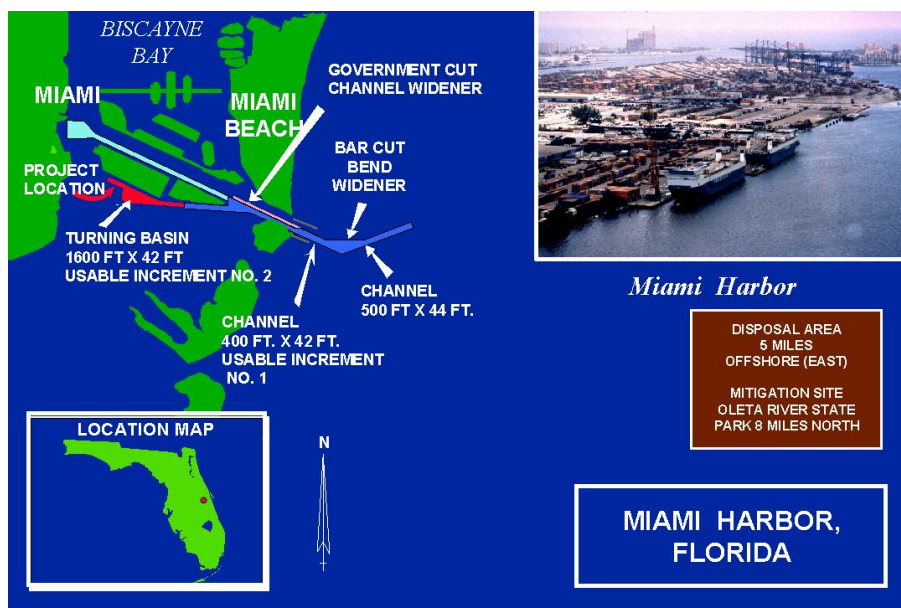 BISCAYNE
BAY
MIAMI
MIAMI
BEACH
GOVERNMENT CUT
CHANNEL WIDENER
BAR CUT
BEND
WIDENER
PROJECT
LOCATION
TURNING BASIN
1600 FT X 42 FT
USABLE INCREMENT NO. 2
CHANNEL
500 FT X 44 FT.
CHANNEL
400 FT. X 42 FT.
USABLE INCREMENT
NO. 1
Miami Harbor
DISPOSAL AREA
5 MILES
OFFSHORE (EAST)
MITIGATION SITE
OLETA RIVER STATE
PARK 8 MILES NORTH
LOCATION MAP
N
MIAMI HARBOR,
FLORIDA